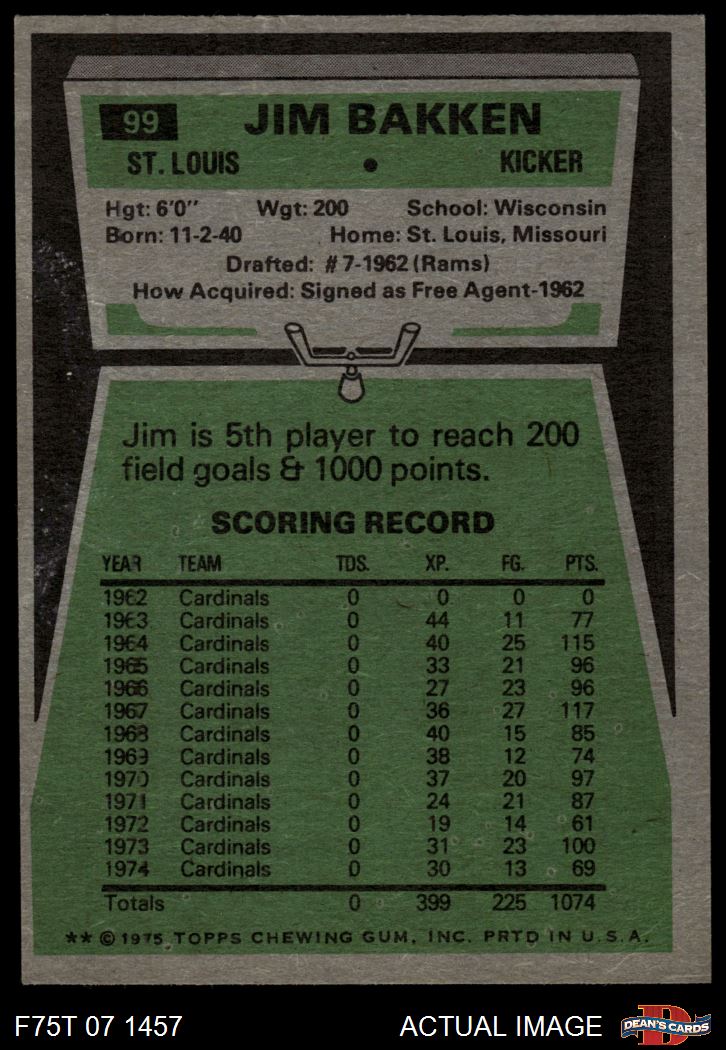 99 JIM BAKKEN
ST. LOUIS • KICKER
Hgt: 6'0" Wgt: 200 School: Wisconsin
Born: 11-2-40 Home: St. Louis, Missouri
Drafted: #7-1962 (Rams)
How Acquired: Signed as Free Agent-1962
Jim is 5th player to reach 200
field goals & 1000 points.
SCORING RECORD
YEAR TEAM TDS. XP. FG. PTS.
1962 Cardinals 0 0 0 0
1963 Cardinals 0 44 11 77
1964 Cardinals 0 40 25 115
1965 Cardinals 0 33 21 96
1966 Cardinals 0 27 23 96
1967 Cardinals 0 36 27 117
1968 Cardinals 0 40 15 85
1969 Cardinals 0 38 12 74
1970 Cardinals 0 37 20 97
1971 Cardinals 0 24 21 87
1972 Cardinals 0 19 14 61
1973 Cardinals 0 31 23 100
1974 Cardinals 0 30 13 69
Totals 0 399 225 1074
** © 1975 TOPPS CHEWING GUM, INC. PRTD IN U.S.A.
F75T 07 1457 ACTUAL IMAGE D DEAN'S CARDS